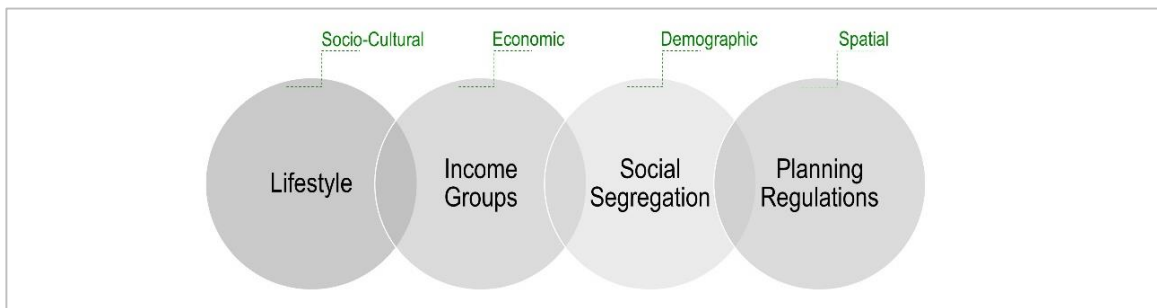 Socio-Cultural
Economic
Demographic
Spatial
Lifestyle
Income
Groups
Social
Segregation
Planning
Regulations